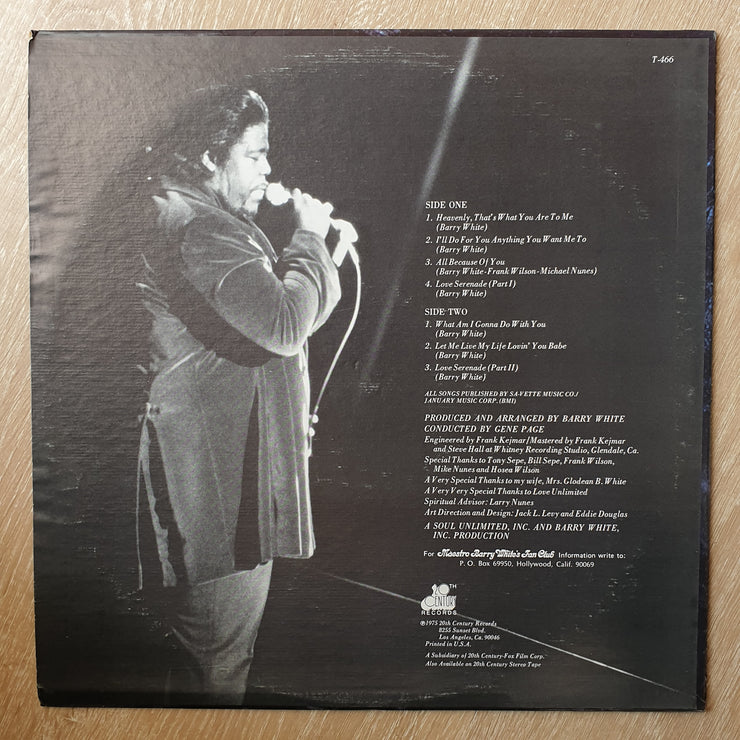 T-466
SIDE ONE
1. Heavenly, That's What You Are To Me
(Barry White)
2. I'll Do For You Anything You Want Me To
(Barry White)
3. All Because Of You
(Barry White-Frank Wilson-Michael Nunes)
4. Love Serenade (Part I)
(Barry White)
SIDE TWO
1. What Am I Gonna Do With You
(Barry White)
2. Let Me Live My Life Lovin' You Babe
(Barry White)
3. Love Serenade (Part II)
(Barry White)
ALL SONGS PUBLISHED BY SA-VETTE MUSIC CO./
JANUARY MUSIC CORP. (BMI)
PRODUCED AND ARRANGED BY BARRY WHITE
CONDUCTED BY GENE PAGE
Engineered by Frank Kejmar/Mastered by Frank Kejmar
and Steve Hall at Whitney Recording Studio, Glendale, Ca.
Special Thanks to Tony Sepe, Bill Sepe, Frank Wilson,
Mike Nunes and Hosea Wilson
A Very Special Thanks to my wife, Mrs. Glodean B. White
A Very Very Special Thanks to Love Unlimited
Spiritual Advisor: Larry Nunes
Art Direction and Design: Jack L. Levy and Eddie Douglas
A SOUL UNLIMITED, INC. AND BARRY WHITE,
INC. PRODUCTION
For Maestro Barry White's Fan Club Information write to:
P. O. Box 69950, Hollywood, Calif. 90069
20TH
CENTURY
RECORDS
℗1975 20th Century Records
8255 Sunset Blvd.
Los Angeles, Ca. 90046
Printed in U.S.A.
A Subsidiary of 20th Century-Fox Film Corp.
Also Available on 20th Century Stereo Tape